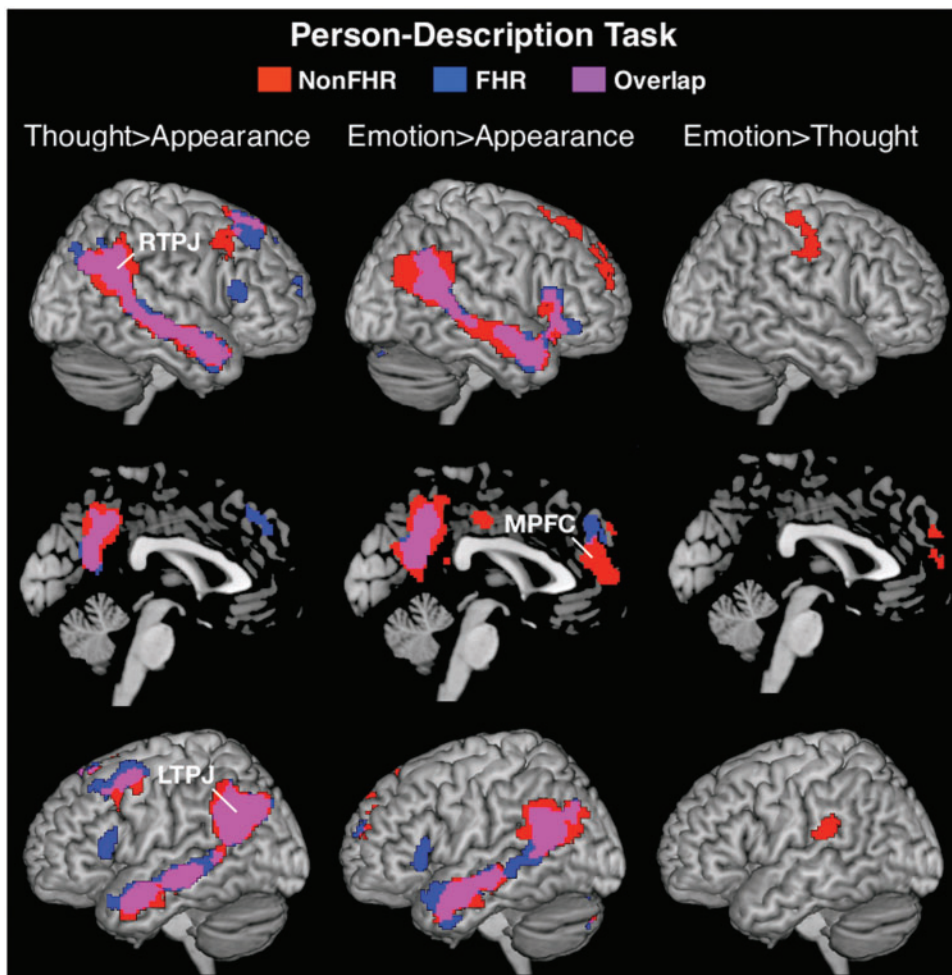 Person-Description Task
NonFHR FHR Overlap
Thought>Appearance Emotion>Appearance Emotion>Thought
RTPJ
MPFC
LTPJ